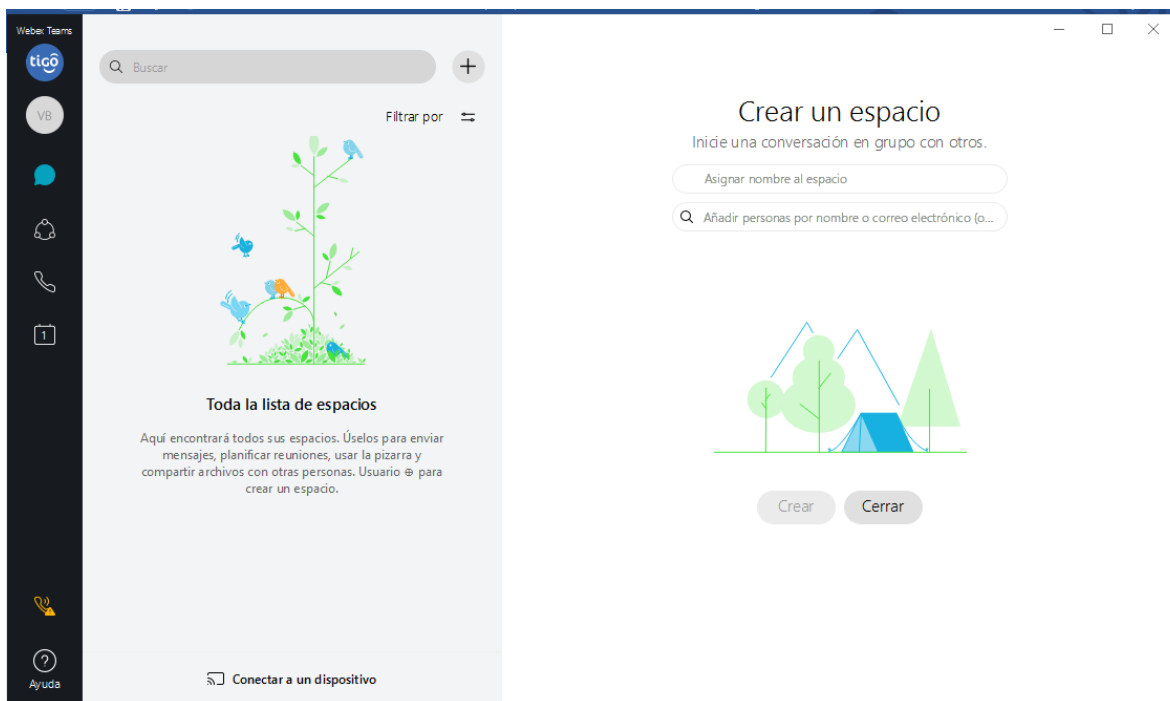 Webex Teams
tigo
VB
1
Ayuda
Buscar
Filtrar por
Toda la lista de espacios
Aquí encontrará todos sus espacios. Úselos para enviar
mensajes, planificar reuniones, usar la pizarra y
compartir archivos con otras personas. Usuario ⊕ para
crear un espacio.
Conectar a un dispositivo
Crear un espacio
Inicie una conversación en grupo con otros.
Asignar nombre al espacio
Añadir personas por nombre o correo electrónico (o...
Crear
Cerrar